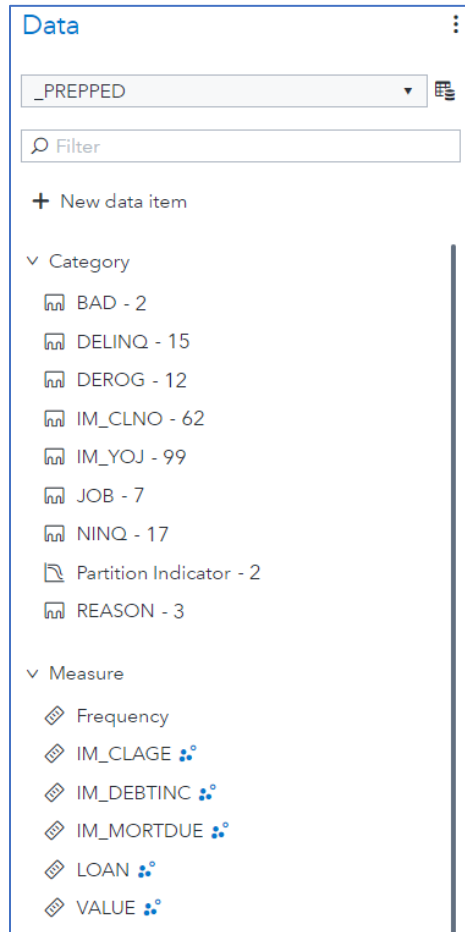 Data
_PREPPED
Filter
+ New data item
Category
BAD - 2
DELINQ - 15
DEROG - 12
IM_CLNO - 62
IM_YOJ - 99
JOB - 7
NINQ - 17
Partition Indicator - 2
REASON - 3
Measure
Frequency
IM_CLAGE
IM_DEBTINC
IM_MORTDUE
LOAN
VALUE